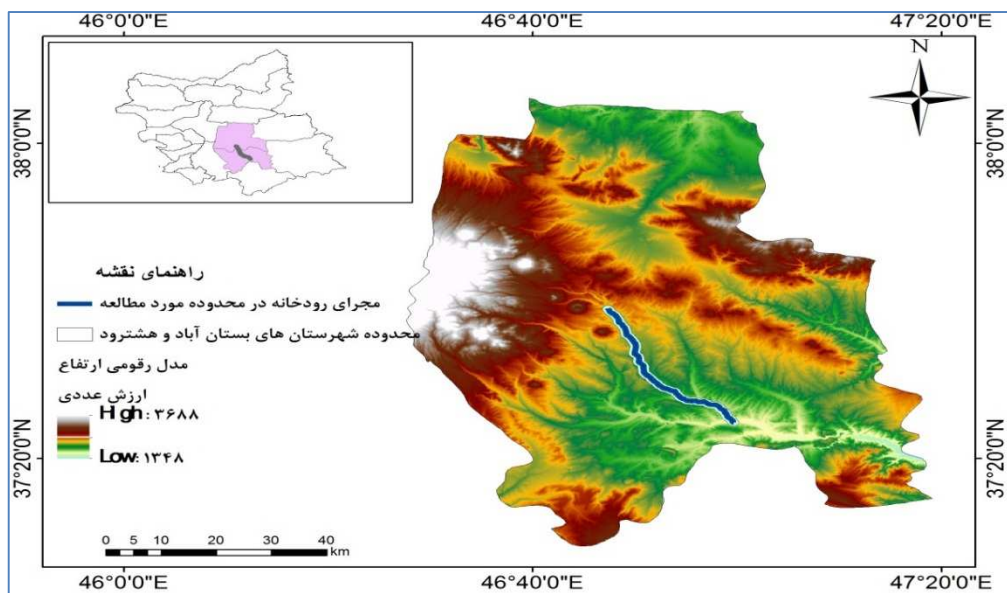 46°0'0"E 46°40'0"E 47°20'0"E
N
38°0'0"N 38°0'0"N
راهنمای نقشه
مجرای رودخانه در محدوده مورد مطالعه
محدوده شهرستان های بستان آباد و هشترود
مدل رقومی ارتفاع
ارزش عددی
High:۳۶۸۸
Low:۱۳۴۸
37°20'0"N 37°20'0"N
0 5 10 20 30 40
km
46°0'0"E 46°40'0"E 47°20'0"E